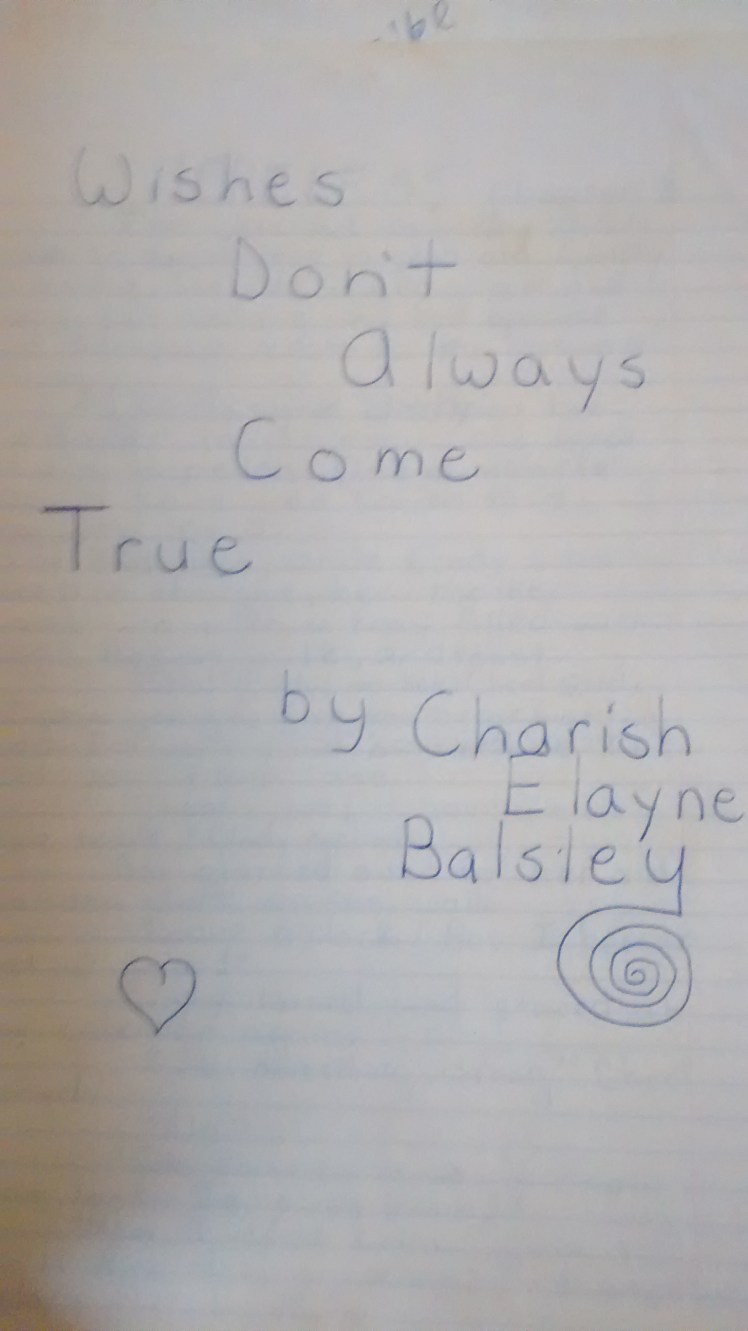 Wishes
Don't
Always
Come
True
by Charish
Elayne
Balsley